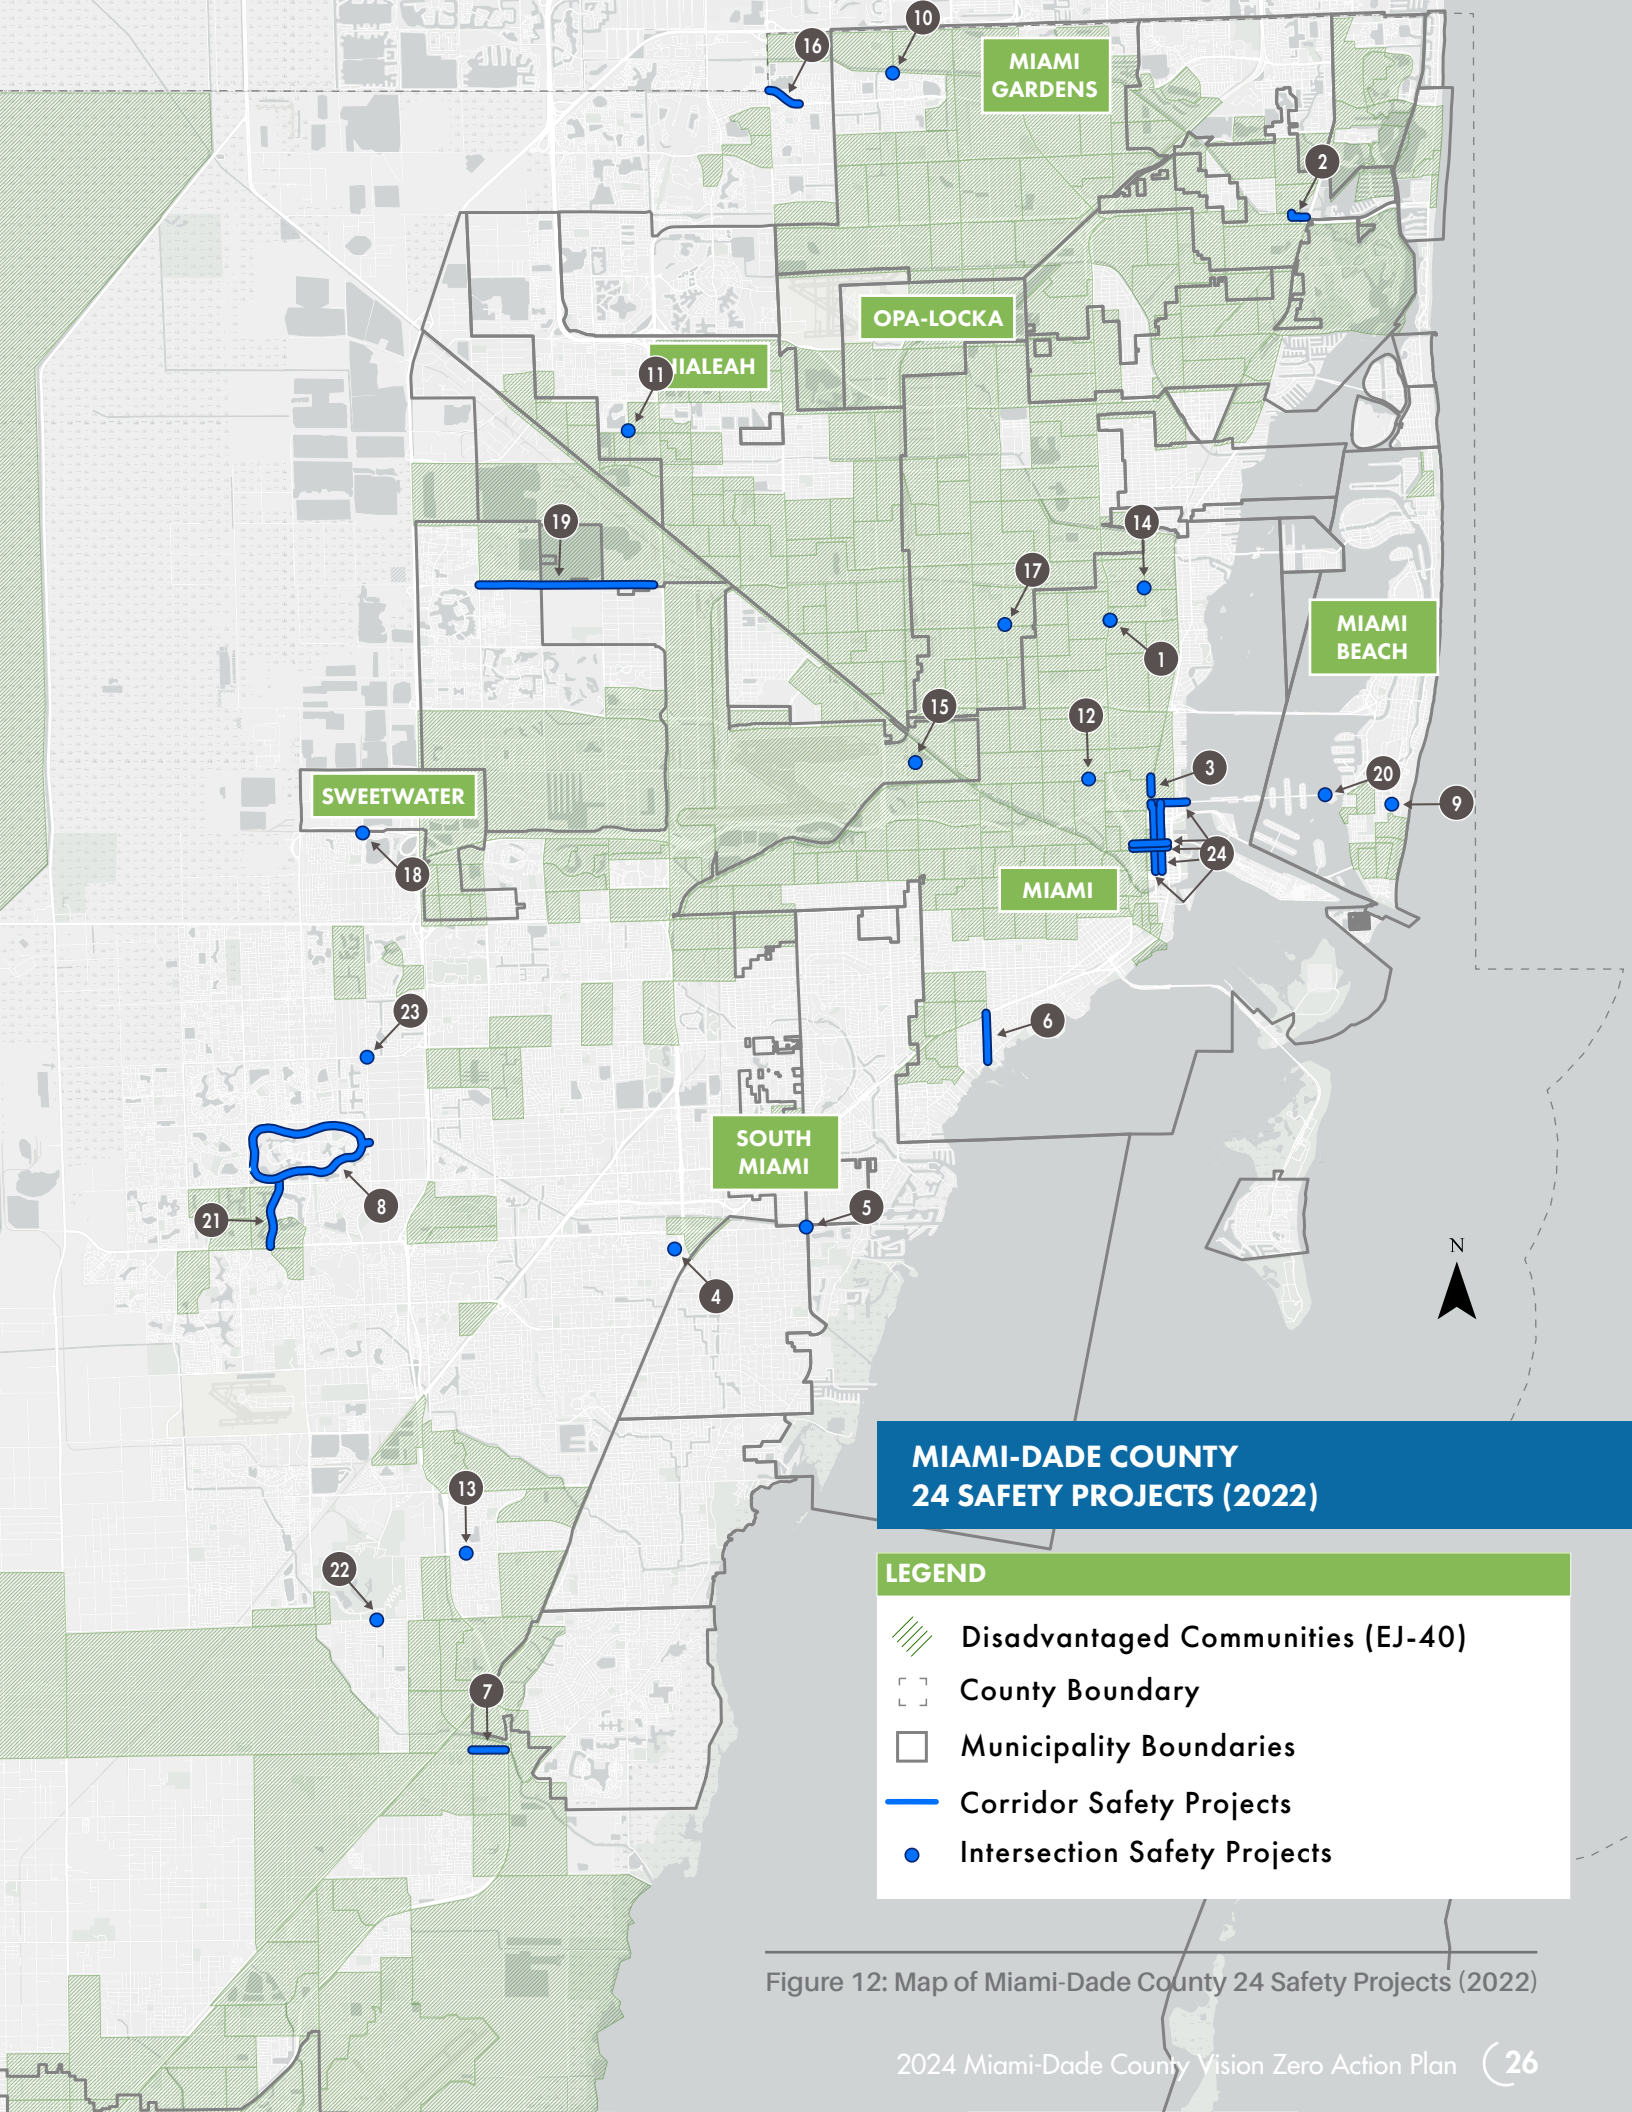 10
16
MIAMI
GARDENS
2
OPA-LOCKA
HIALEAH
11
19
14
17
MIAMI
BEACH
1
15
12
3
20
9
SWEETWATER
18
24
MIAMI
23
6
SOUTH
MIAMI
8
5
21
4
N
MIAMI-DADE COUNTY
24 SAFETY PROJECTS (2022)
13
22
7
LEGEND
Disadvantaged Communities (EJ-40)
County Boundary
Municipality Boundaries
Corridor Safety Projects
Intersection Safety Projects
Figure 12: Map of Miami-Dade County 24 Safety Projects (2022)
2024 Miami-Dade County Vision Zero Action Plan 26